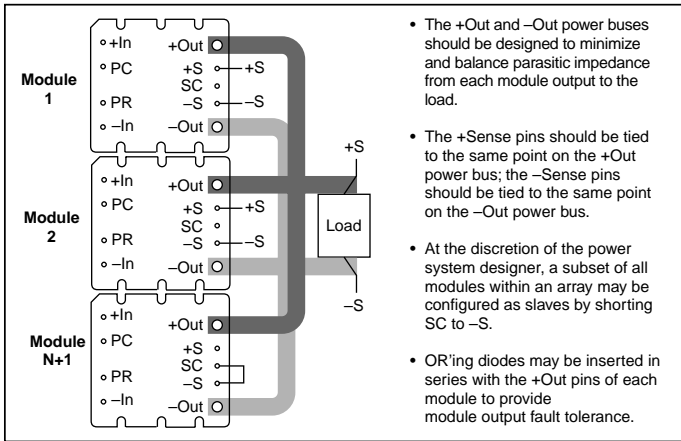 Module
1
+In
PC
PR
–In
+Out
+S
SC
–S
–Out
+S
–S
Module
2
+In
PC
PR
–In
+Out
+S
SC
–S
–Out
+S
–S
Module
N+1
+In
PC
PR
–In
+Out
+S
SC
–S
–Out
+S
Load
–S
• The +Out and –Out power buses
should be designed to minimize
and balance parasitic impedance
from each module output to the
load.
• The +Sense pins should be tied
to the same point on the +Out
power bus; the –Sense pins
should be tied to the same point
on the –Out power bus.
• At the discretion of the power
system designer, a subset of all
modules within an array may be
configured as slaves by shorting
SC to –S.
• OR'ing diodes may be inserted in
series with the +Out pins of each
module to provide
module output fault tolerance.